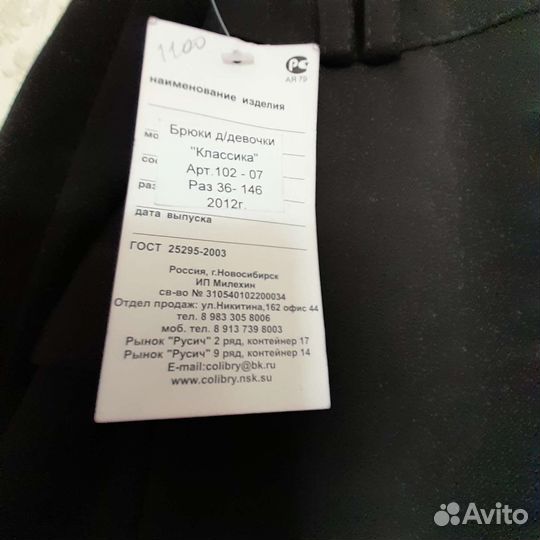 1100
РС
АЯ 79
наименование изделия
Брюки д/девочки
"Классика"
Арт.102 - 07
Раз 36- 146
2012г.
мо
сос
раз
дата выпуска
ГОСТ 25295-2003
Россия, г.Новосибирск
ИП Милехин
св-во № 310540102200034
Отдел продаж: ул.Никитина,162 офис 44
тел. 8 983 305 8006
моб. тел. 8 913 739 8003
Рынок "Русич" 2 ряд, контейнер 17
Рынок "Русич" 9 ряд, контейнер 14
E-mail:colibry@bk.ru
www.colibry.nsk.su
Avito